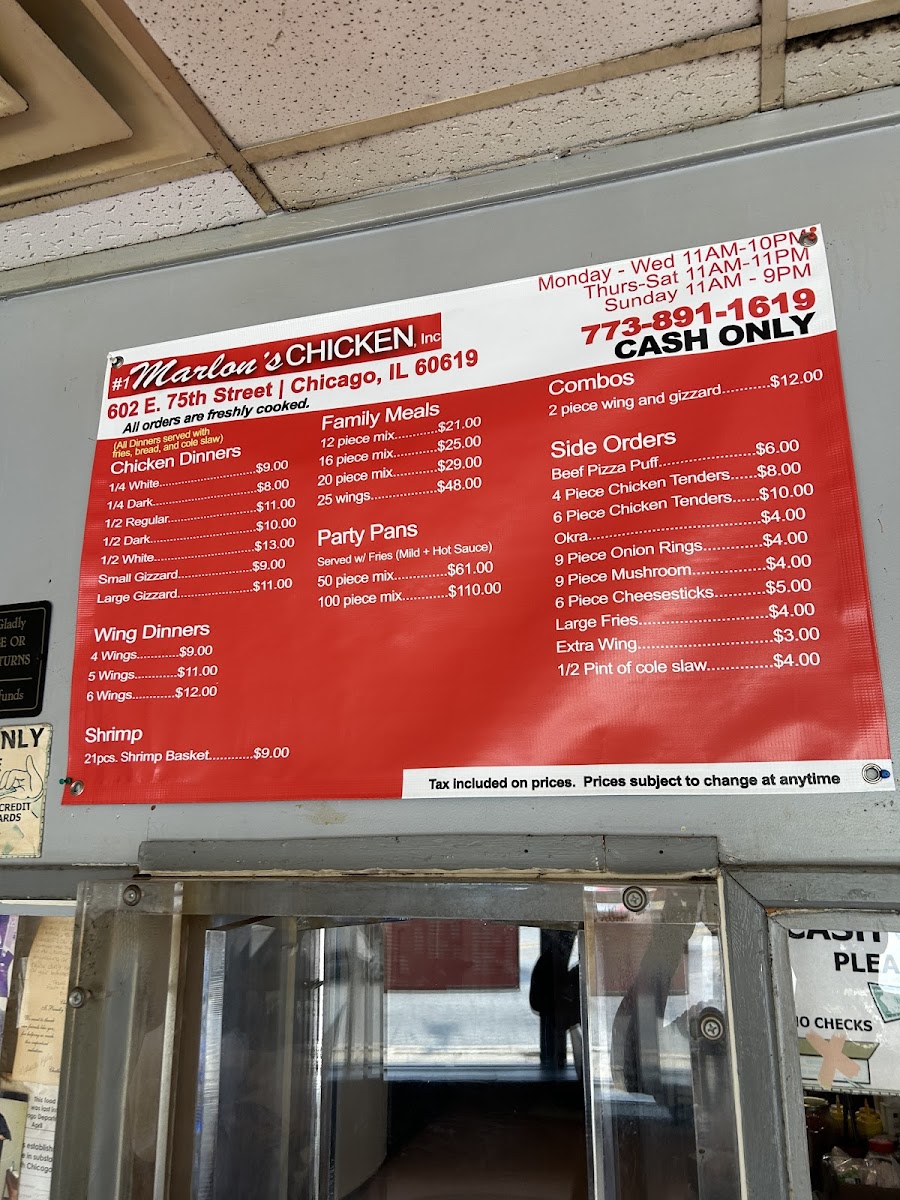 Monday - Wed 11AM-10PM
Thurs-Sat 11AM-11PM
Sunday 11AM - 9PM
773-891-1619
CASH ONLY
#1 Marlon's CHICKEN, Inc
602 E. 75th Street | Chicago, IL 60619
All orders are freshly cooked.
(All Dinners served with
fries, bread, and cole slaw)
Chicken Dinners
1/4 White......................$9.00
1/4 Dark.......................$8.00
1/2 Regular....................$11.00
1/2 Dark.......................$10.00
1/2 White......................$13.00
Small Gizzard..................$9.00
Large Gizzard..................$11.00
Wing Dinners
4 Wings...........$9.00
5 Wings...........$11.00
6 Wings...........$12.00
Shrimp
21pcs. Shrimp Basket...........$9.00
Family Meals
12 piece mix...........$21.00
16 piece mix...........$25.00
20 piece mix...........$29.00
25 wings................$48.00
Party Pans
Served w/ Fries (Mild + Hot Sauce)
50 piece mix............$61.00
100 piece mix...........$110.00
Combos
2 piece wing and gizzard...........$12.00
Side Orders
Beef Pizza Puff......................$6.00
4 Piece Chicken Tenders......$8.00
6 Piece Chicken Tenders......$10.00
Okra..........................................$4.00
9 Piece Onion Rings.............$4.00
9 Piece Mushroom................$4.00
6 Piece Cheesesticks............$5.00
Large Fries............................$4.00
Extra Wing............................$3.00
1/2 Pint of cole slaw.............$4.00
Tax included on prices. Prices subject to change at anytime
Gladly
E OR
TURNS
funds
NLY
CREDIT
ARDS
CASH
PLEA
NO CHECKS
This food
was last in
April